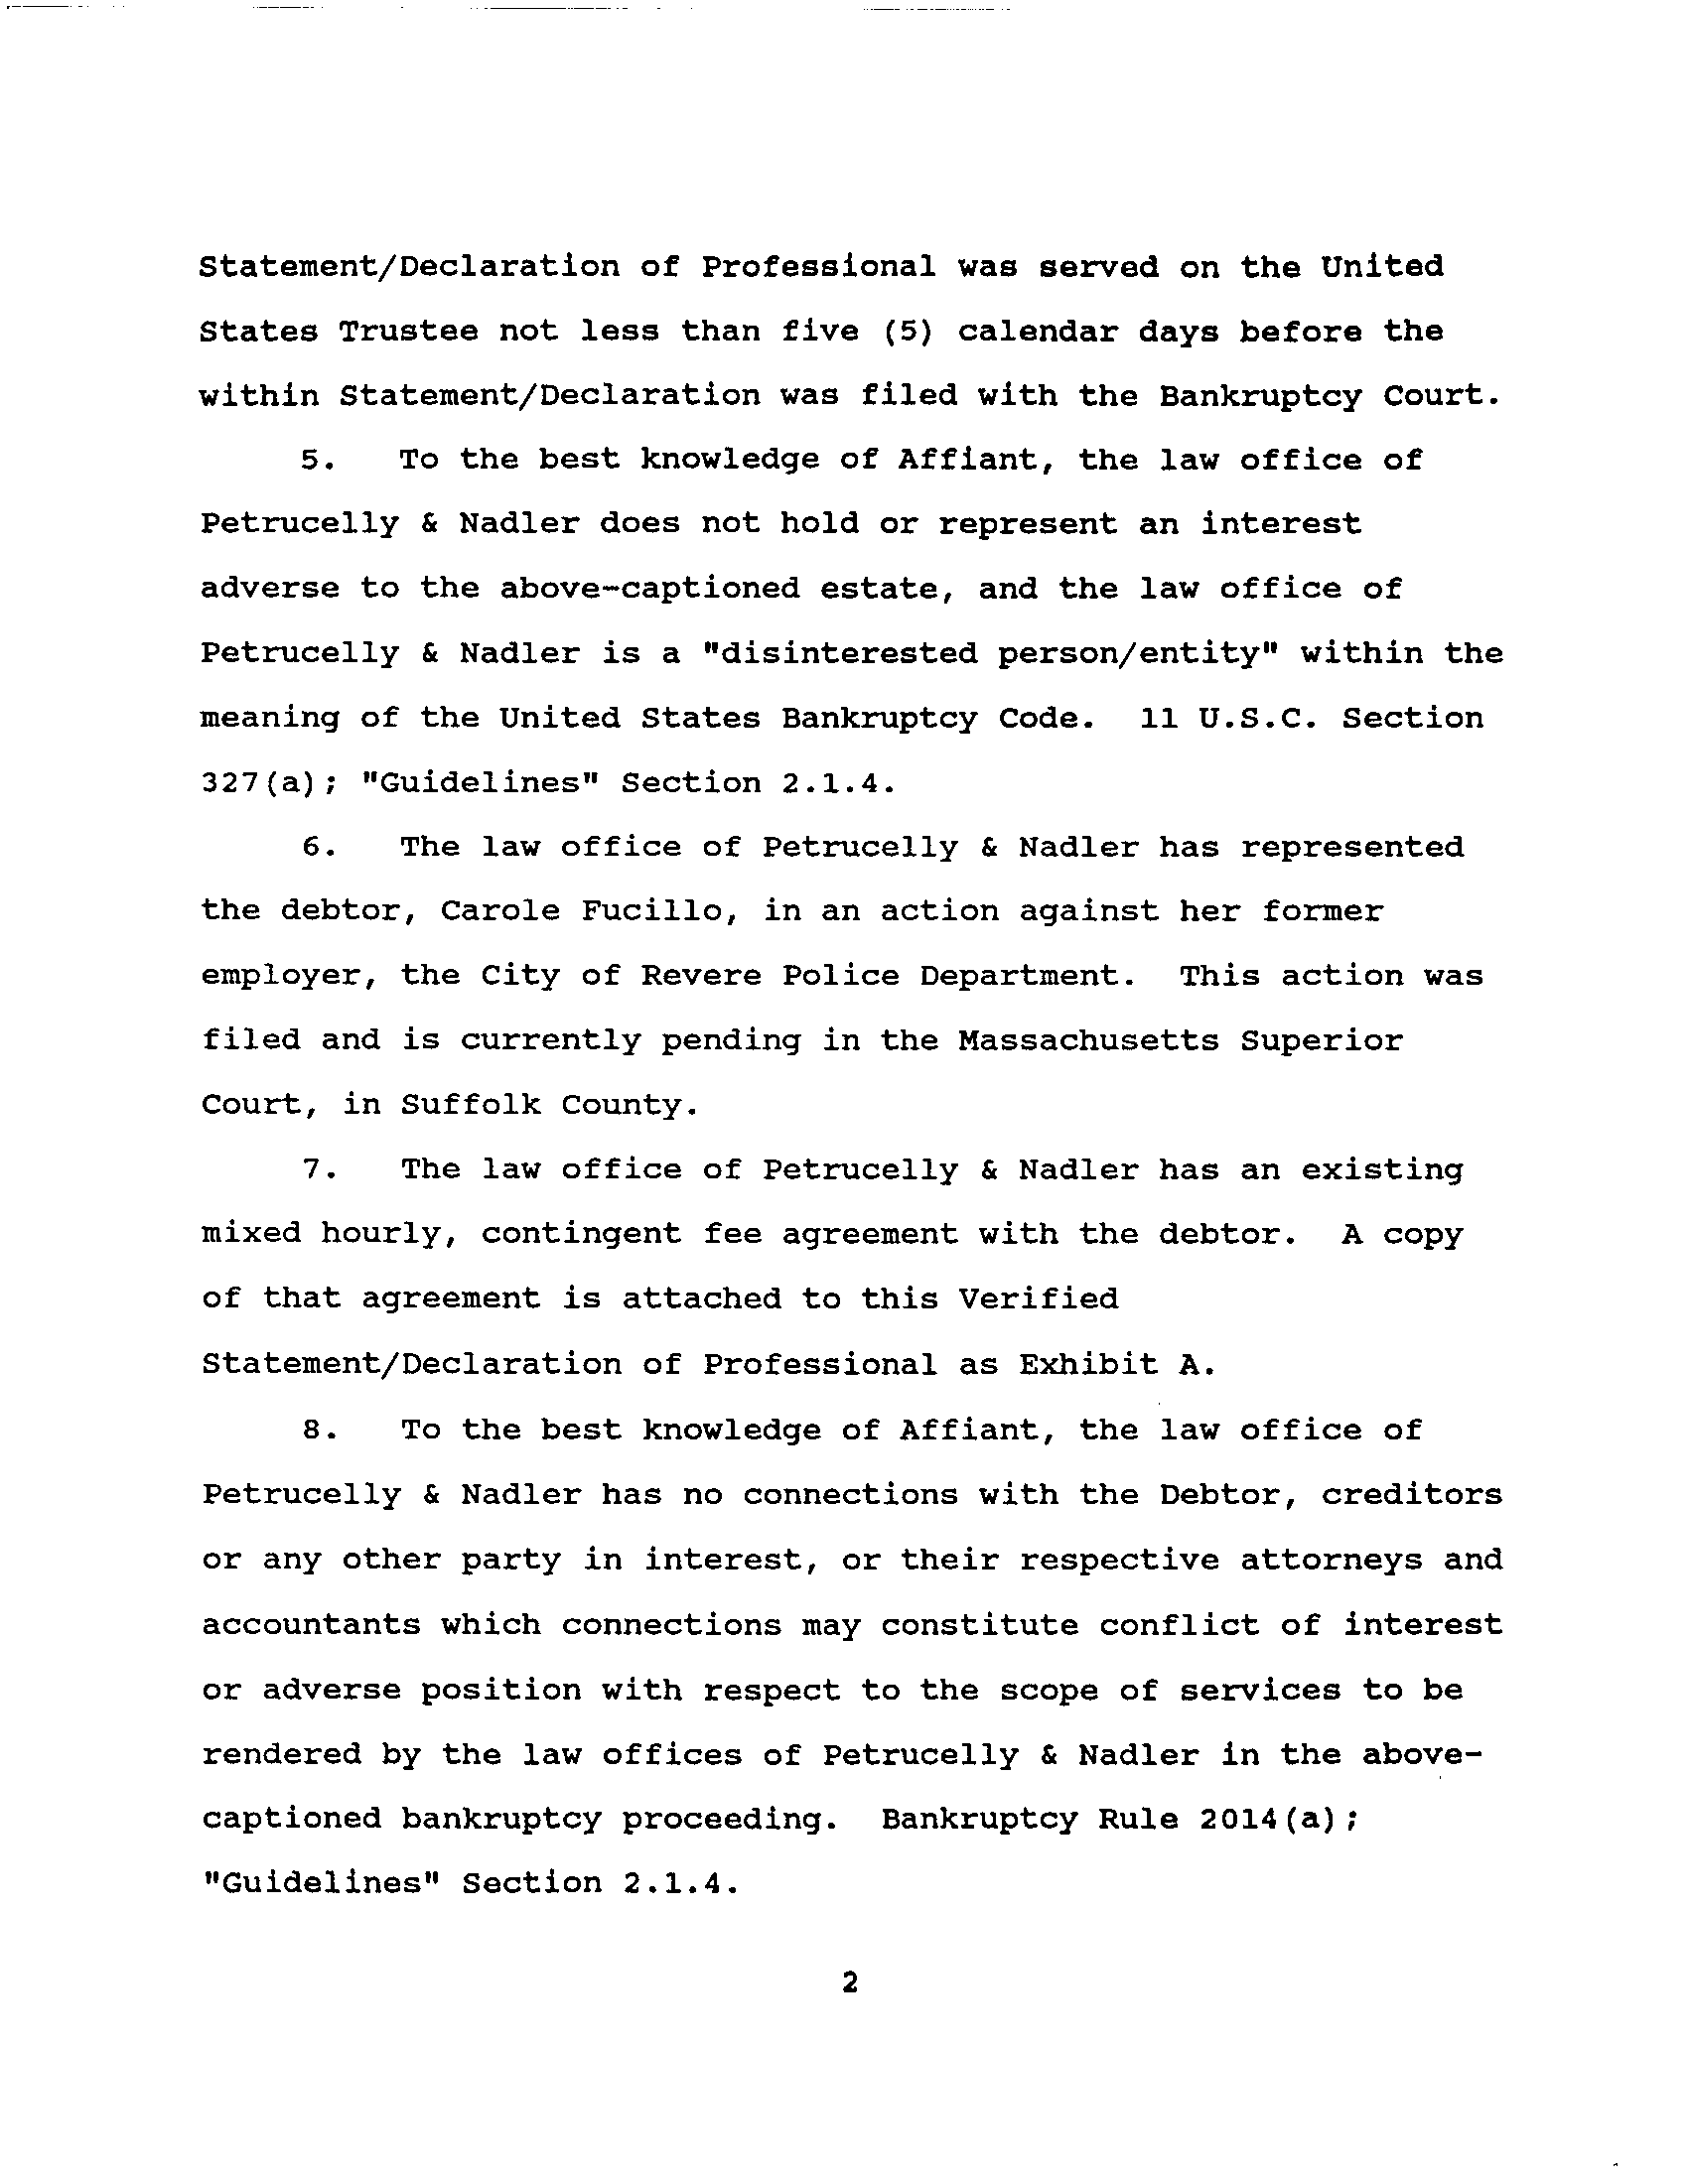 Statement/Declaration of Professional was served on the United
States Trustee not less than five (5) calendar days before the
within Statement/Declaration was filed with the Bankruptcy Court.
5. To the best knowledge of Affiant, the law office of
Petrucelly & Nadler does not hold or represent an interest
adverse to the above-captioned estate, and the law office of
Petrucelly & Nadler is a "disinterested person/entity" within the
meaning of the United States Bankruptcy Code. 11 U.S.C. Section
327(a); "Guidelines" Section 2.1.4.
6. The law office of Petrucelly & Nadler has represented
the debtor, Carole Fucillo, in an action against her former
employer, the City of Revere Police Department. This action was
filed and is currently pending in the Massachusetts Superior
Court, in Suffolk County.
7. The law office of Petrucelly & Nadler has an existing
mixed hourly, contingent fee agreement with the debtor. A copy
of that agreement is attached to this Verified
Statement/Declaration of Professional as Exhibit A.
8. To the best knowledge of Affiant, the law office of
Petrucelly & Nadler has no connections with the Debtor, creditors
or any other party in interest, or their respective attorneys and
accountants which connections may constitute conflict of interest
or adverse position with respect to the scope of services to be
rendered by the law offices of Petrucelly & Nadler in the above-
captioned bankruptcy proceeding. Bankruptcy Rule 2014(a);
"Guidelines" Section 2.1.4.
2